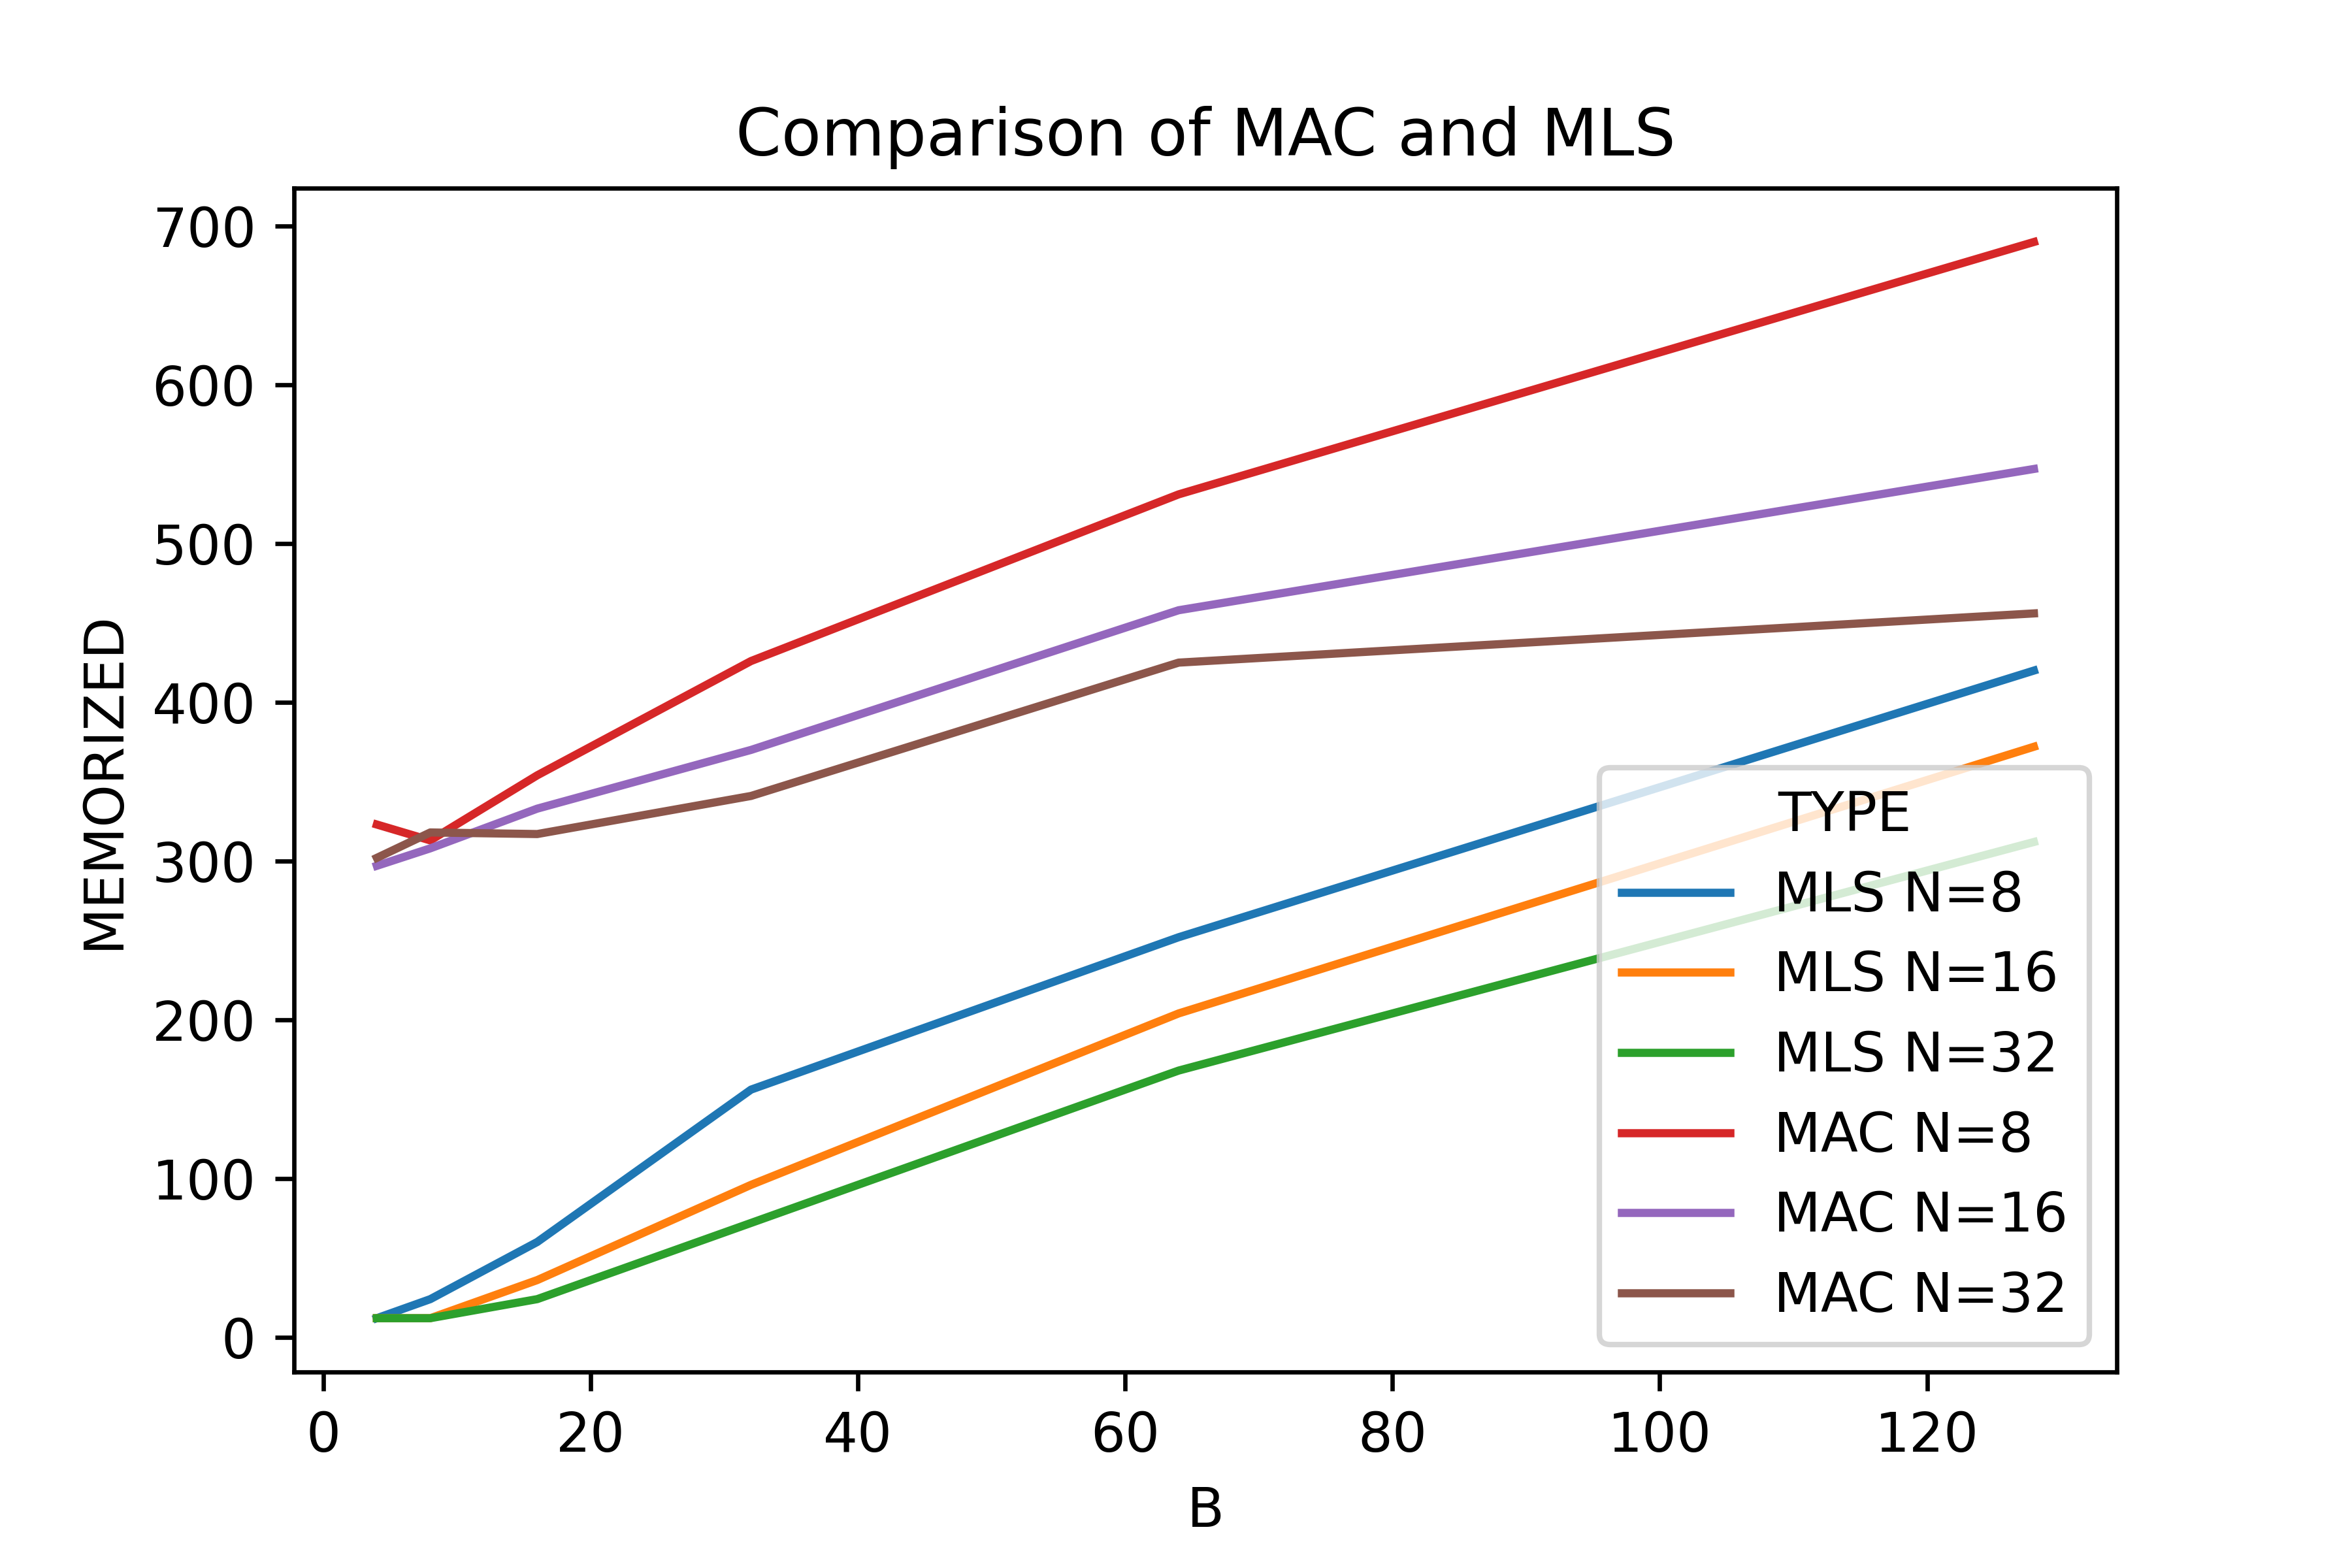 Comparison of MAC and MLS
700
600
500
400
300
200
100
0
MEMORIZED
TYPE
MLS N=8
MLS N=16
MLS N=32
MAC N=8
MAC N=16
MAC N=32
0 20 40 60 80 100 120
B